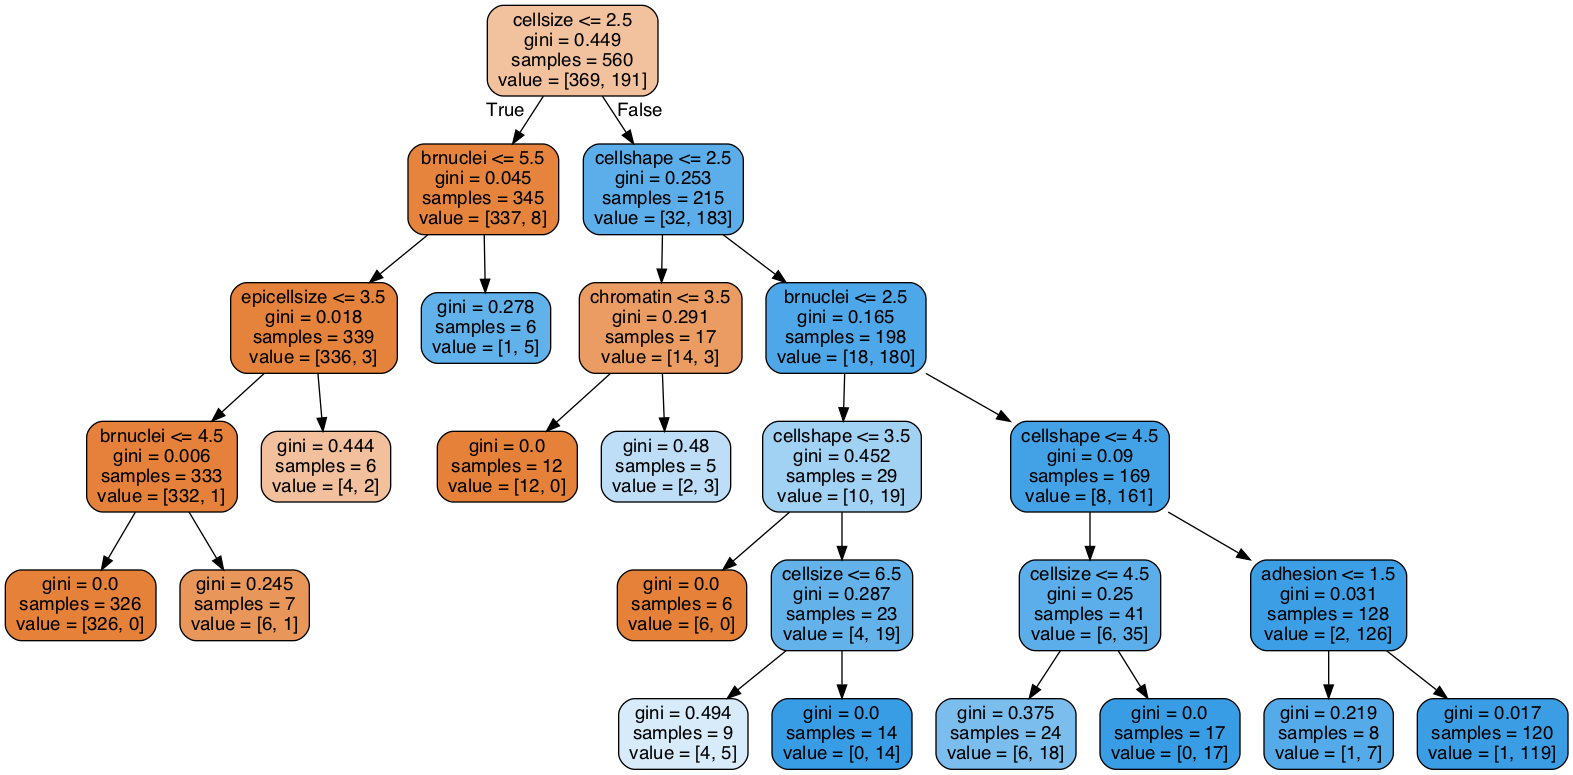 cellsize <= 2.5
gini = 0.449
samples = 560
value = [369, 191]
True
False
brnuclei <= 5.5
gini = 0.045
samples = 345
value = [337, 8]
cellshape <= 2.5
gini = 0.253
samples = 215
value = [32, 183]
epicellsize <= 3.5
gini = 0.018
samples = 339
value = [336, 3]
gini = 0.278
samples = 6
value = [1, 5]
chromatin <= 3.5
gini = 0.291
samples = 17
value = [14, 3]
brnuclei <= 2.5
gini = 0.165
samples = 198
value = [18, 180]
brnuclei <= 4.5
gini = 0.006
samples = 333
value = [332, 1]
gini = 0.444
samples = 6
value = [4, 2]
gini = 0.0
samples = 12
value = [12, 0]
gini = 0.48
samples = 5
value = [2, 3]
cellshape <= 3.5
gini = 0.452
samples = 29
value = [10, 19]
cellshape <= 4.5
gini = 0.09
samples = 169
value = [8, 161]
gini = 0.0
samples = 326
value = [326, 0]
gini = 0.245
samples = 7
value = [6, 1]
gini = 0.0
samples = 6
value = [6, 0]
cellsize <= 6.5
gini = 0.287
samples = 23
value = [4, 19]
cellsize <= 4.5
gini = 0.25
samples = 41
value = [6, 35]
adhesion <= 1.5
gini = 0.031
samples = 128
value = [2, 126]
gini = 0.494
samples = 9
value = [4, 5]
gini = 0.0
samples = 14
value = [0, 14]
gini = 0.375
samples = 24
value = [6, 18]
gini = 0.0
samples = 17
value = [0, 17]
gini = 0.219
samples = 8
value = [1, 7]
gini = 0.017
samples = 120
value = [1, 119]